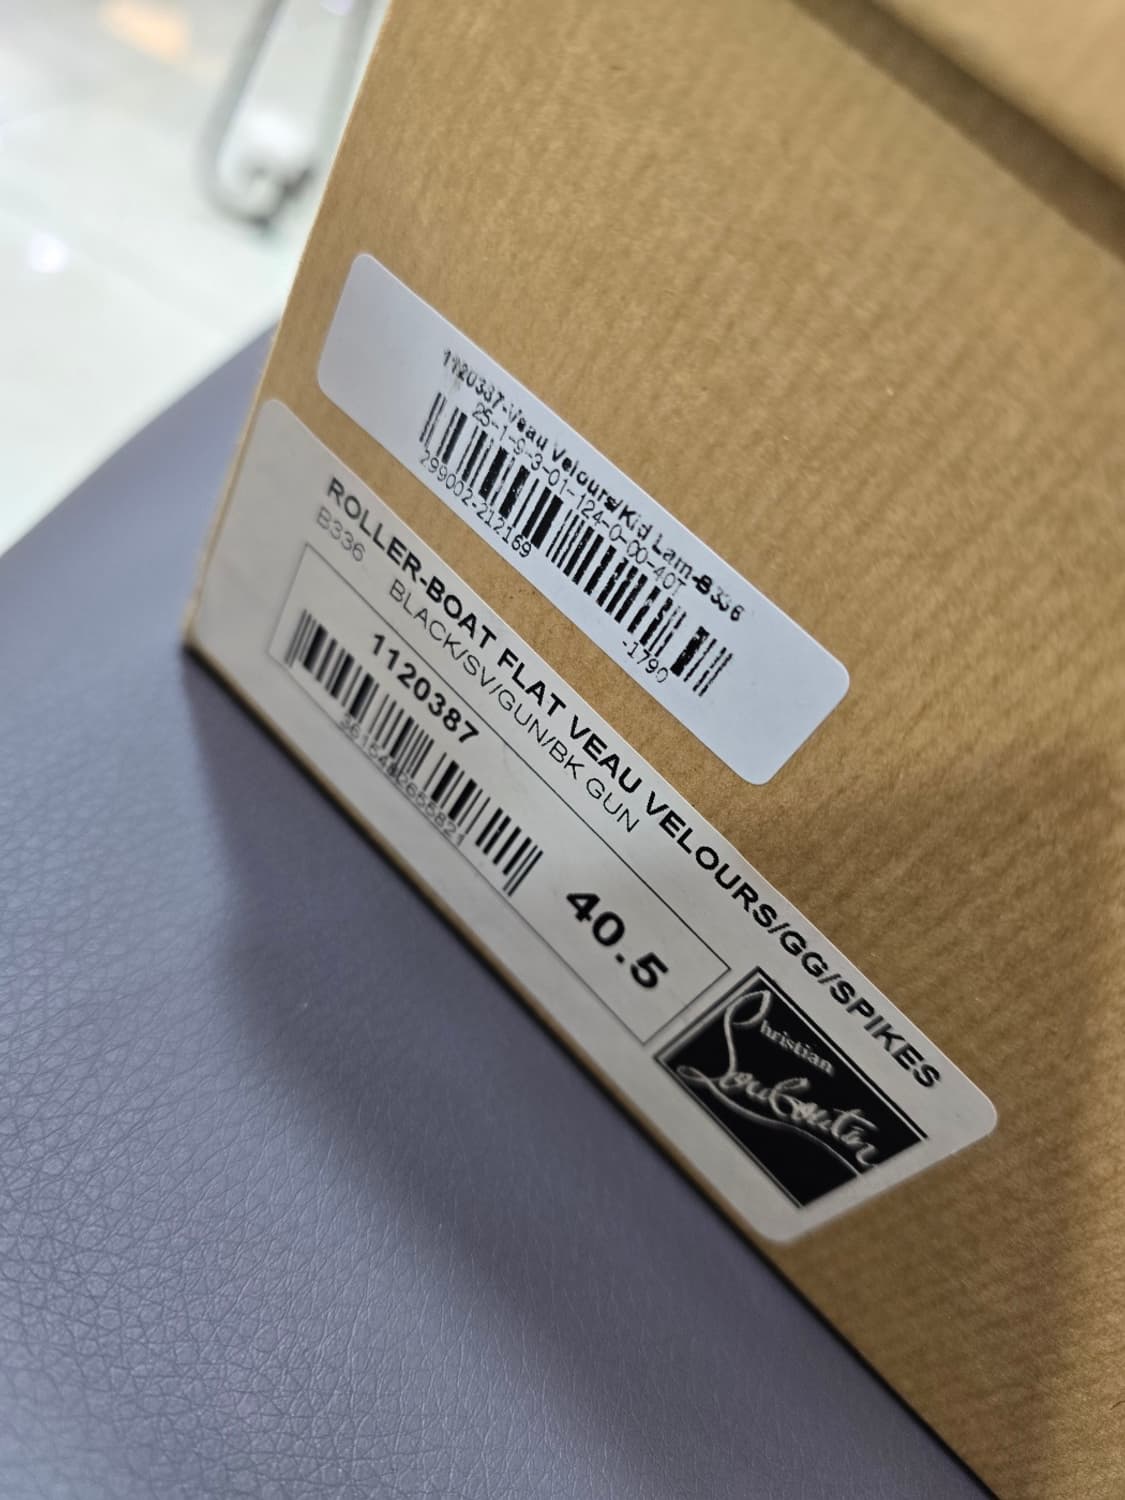 1120387-Veau Velours/Kid Lam-B336
25-1-9-3-01-124-0-00-40T
299002-212169
-1790
ROLLER-BOAT FLAT VEAU VELOURS/GG/SPIKES
B336 BLACK/SV/GUN/BK GUN
1120387
40.5
Christian
Louboutin